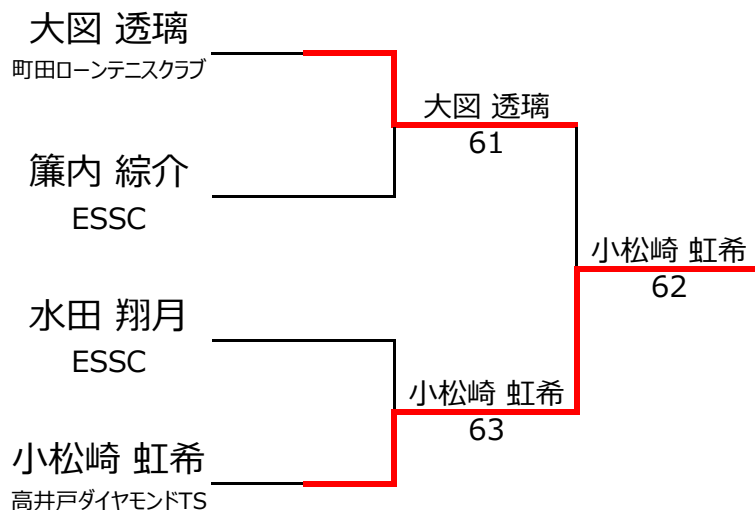 大図 透璃
町田ローンテニスクラブ
簾内 綜介
ESSC
水田 翔月
ESSC
小松崎 虹希
高井戸ダイヤモンドTS
大図 透璃
61
小松崎 虹希
63
小松崎 虹希
62